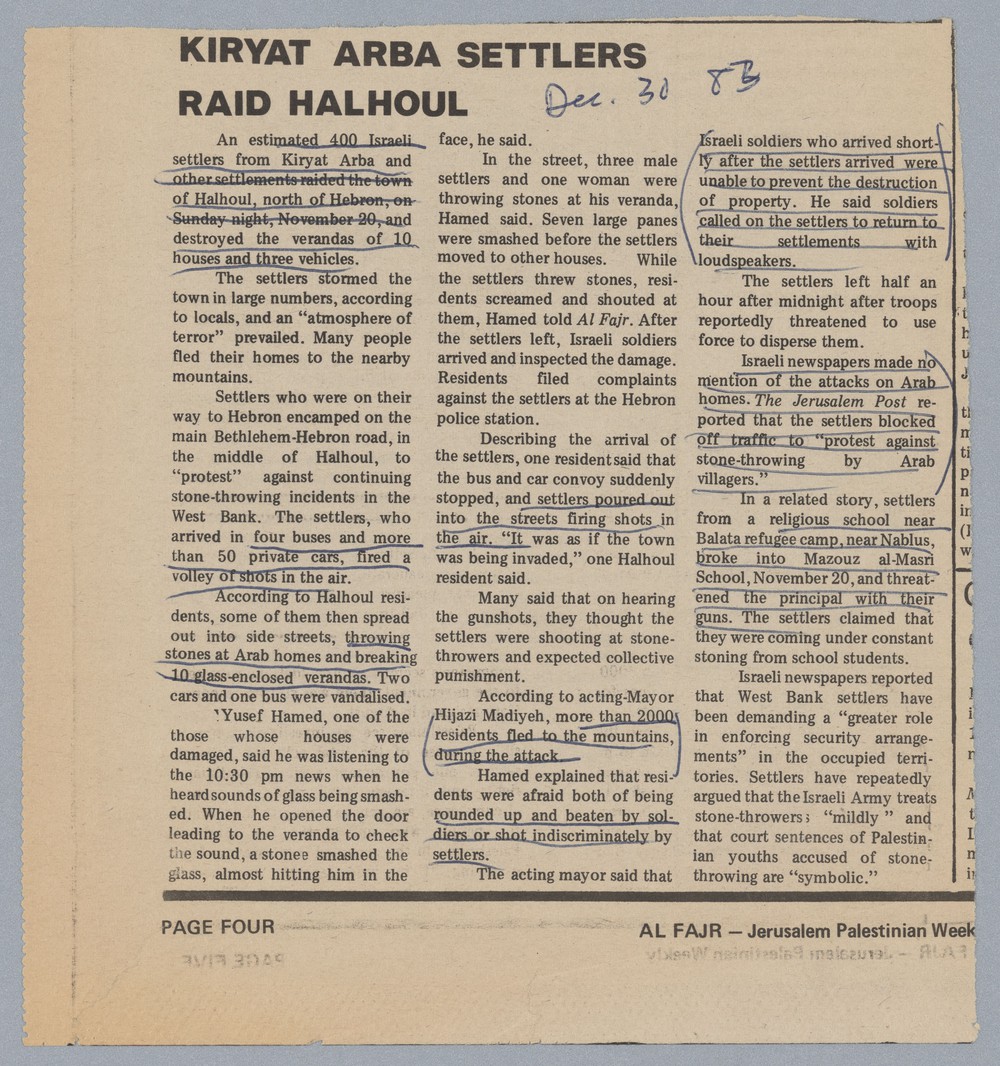 KIRYAT ARBA SETTLERS
RAID HALHOUL
Dec. 30 83
An estimated 400 Israeli
settlers from Kiryat Arba and
other settlements raided the town
of Halhoul, north of Hebron, on
Sunday night, November 20, and
destroyed the verandas of 10
houses and three vehicles.
The settlers stormed the
town in large numbers, according
to locals, and an “atmosphere of
terror” prevailed. Many people
fled their homes to the nearby
mountains.
Settlers who were on their
way to Hebron encamped on the
main Bethlehem-Hebron road, in
the middle of Halhoul, to
“protest” against continuing
stone-throwing incidents in the
West Bank. The settlers, who
arrived in four buses and more
than 50 private cars, fired a
volley of shots in the air.
According to Halhoul resi-
dents, some of them then spread
out into side streets, throwing
stones at Arab homes and breaking
10 glass-enclosed verandas. Two
cars and one bus were vandalised.
Yusef Hamed, one of the
those whose houses were
damaged, said he was listening to
the 10:30 pm news when he
heard sounds of glass being smash-
ed. When he opened the door
leading to the veranda to check
the sound, a stonee smashed the
glass, almost hitting him in the
face, he said.
In the street, three male
settlers and one woman were
throwing stones at his veranda,
Hamed said. Seven large panes
were smashed before the settlers
moved to other houses. While
the settlers threw stones, resi-
dents screamed and shouted at
them, Hamed told Al Fajr. After
the settlers left, Israeli soldiers
arrived and inspected the damage.
Residents filed complaints
against the settlers at the Hebron
police station.
Describing the arrival of
the settlers, one resident said that
the bus and car convoy suddenly
stopped, and settlers poured out
into the streets firing shots in
the air. “It was as if the town
was being invaded,” one Halhoul
resident said.
Many said that on hearing
the gunshots, they thought the
settlers were shooting at stone-
throwers and expected collective
punishment.
According to acting-Mayor
Hijazi Madiyeh, more than 2000
residents fled to the mountains,
during the attack.
Hamed explained that resi-
dents were afraid both of being
rounded up and beaten by sol-
diers or shot indiscriminately by
settlers.
The acting mayor said that
Israeli soldiers who arrived short-
ly after the settlers arrived were
unable to prevent the destruction
of property. He said soldiers
called on the settlers to return to
their settlements with
loudspeakers.
The settlers left half an
hour after midnight after troops
reportedly threatened to use
force to disperse them.
Israeli newspapers made no
mention of the attacks on Arab
homes. The Jerusalem Post re-
ported that the settlers blocked
off traffic to “protest against
stone-throwing by Arab
villagers.”
In a related story, settlers
from a religious school near
Balata refugee camp, near Nablus,
broke into Mazouz al-Masri
School, November 20, and threat-
ened the principal with their
guns. The settlers claimed that
they were coming under constant
stoning from school students.
Israeli newspapers reported
that West Bank settlers have
been demanding a “greater role
in enforcing security arrange-
ments” in the occupied terri-
tories. Settlers have repeatedly
argued that the Israeli Army treats
stone-throwers “mildly” and
that court sentences of Palestin-
ian youths accused of stone-
throwing are “symbolic.”
PAGE FOUR
AL FAJR — Jerusalem Palestinian Week